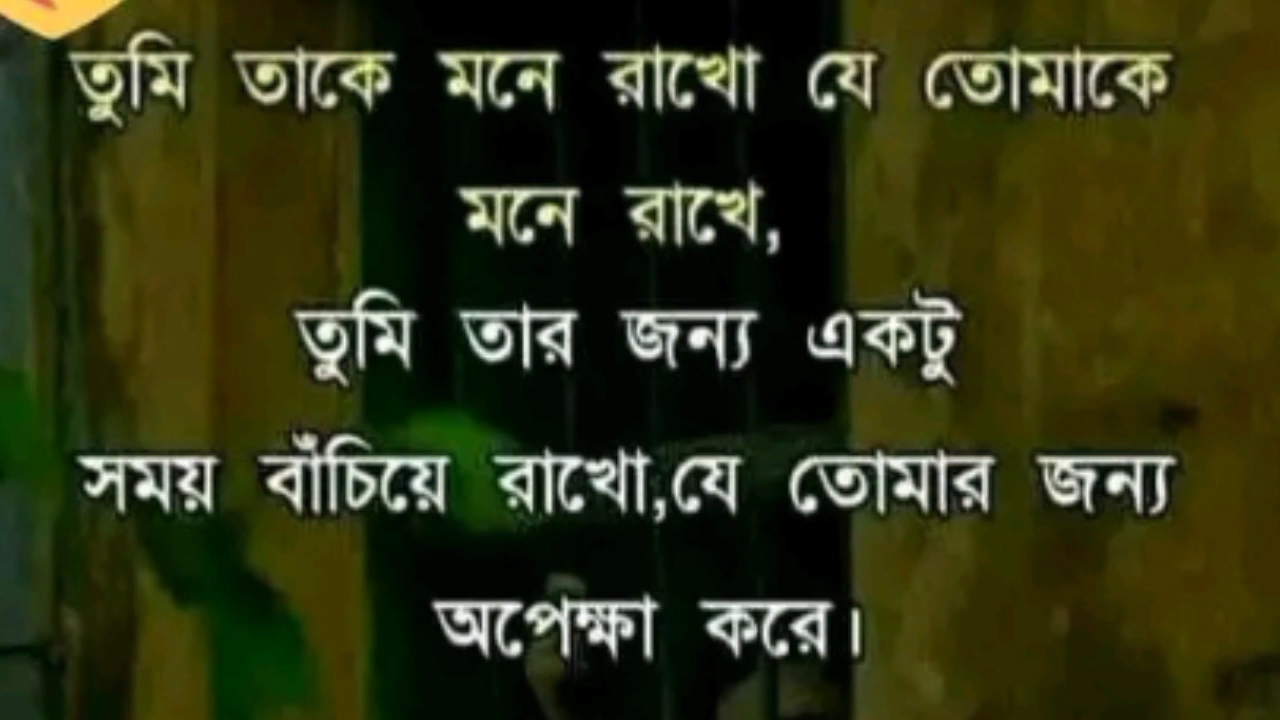 তুমি তাকে মনে রাখো যে তোমাকে
মনে রাখে,
তুমি তার জন্য একটু
সময় বাঁচিয়ে রাখো,যে তোমার জন্য
অপেক্ষা করে।